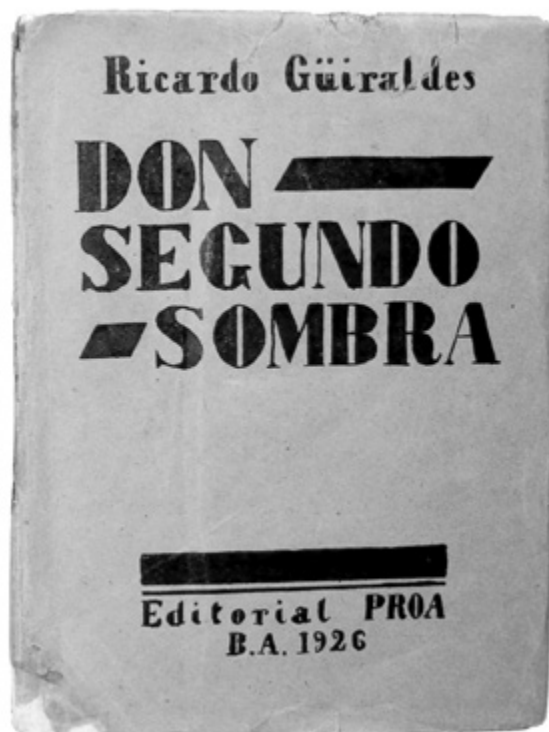 Ricardo Güiraldes
DON
SEGUNDO
SOMBRA
Editorial PROA
B.A. 1926